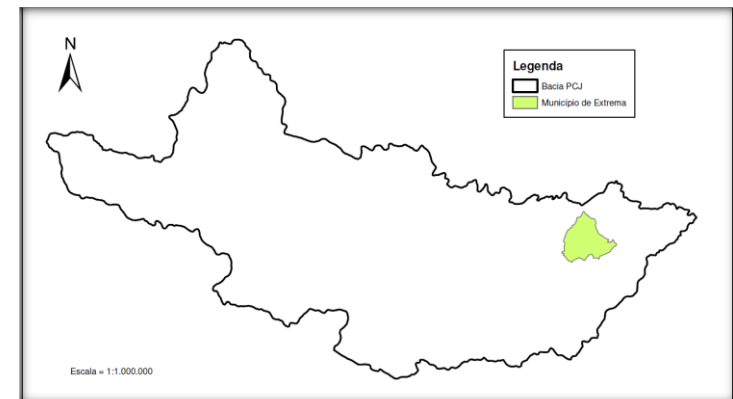 N
Legenda
Bacia PCJ
Município de Extrema
Escala = 1:1.000.000